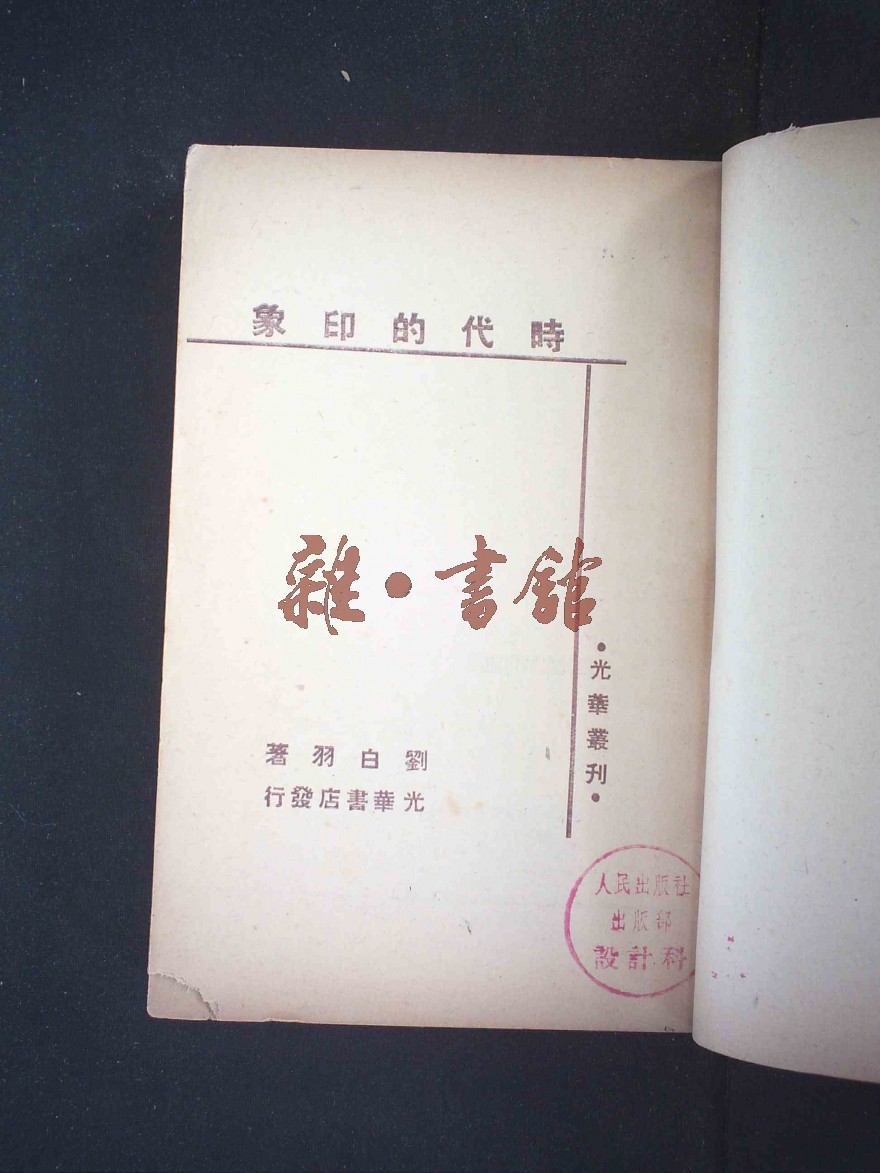 時代的印象
雜·書館
·光華叢刊·
劉白羽著
光華書店發行
人民出版社
出版部
設計科